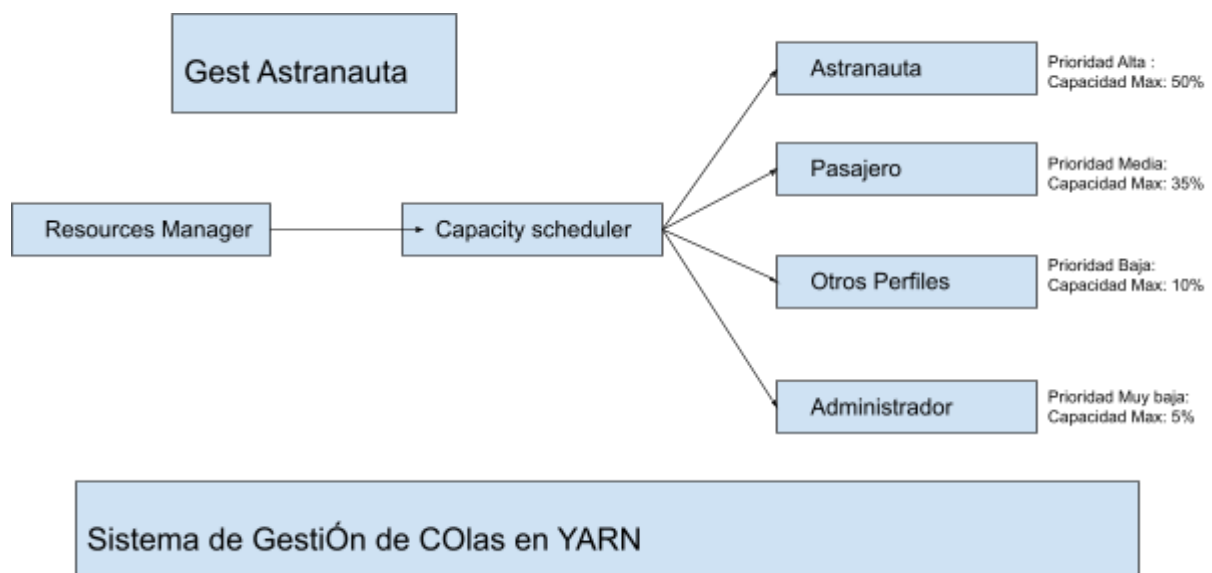 Gest Astranauta
Astranauta
Prioridad Alta :
Capacidad Max: 50%
Pasajero
Prioridad Media:
Capacidad Max: 35%
Resources Manager
Capacity scheduler
Otros Perfiles
Prioridad Baja:
Capacidad Max: 10%
Administrador
Prioridad Muy baja:
Capacidad Max: 5%
Sistema de GestiÓn de COlas en YARN